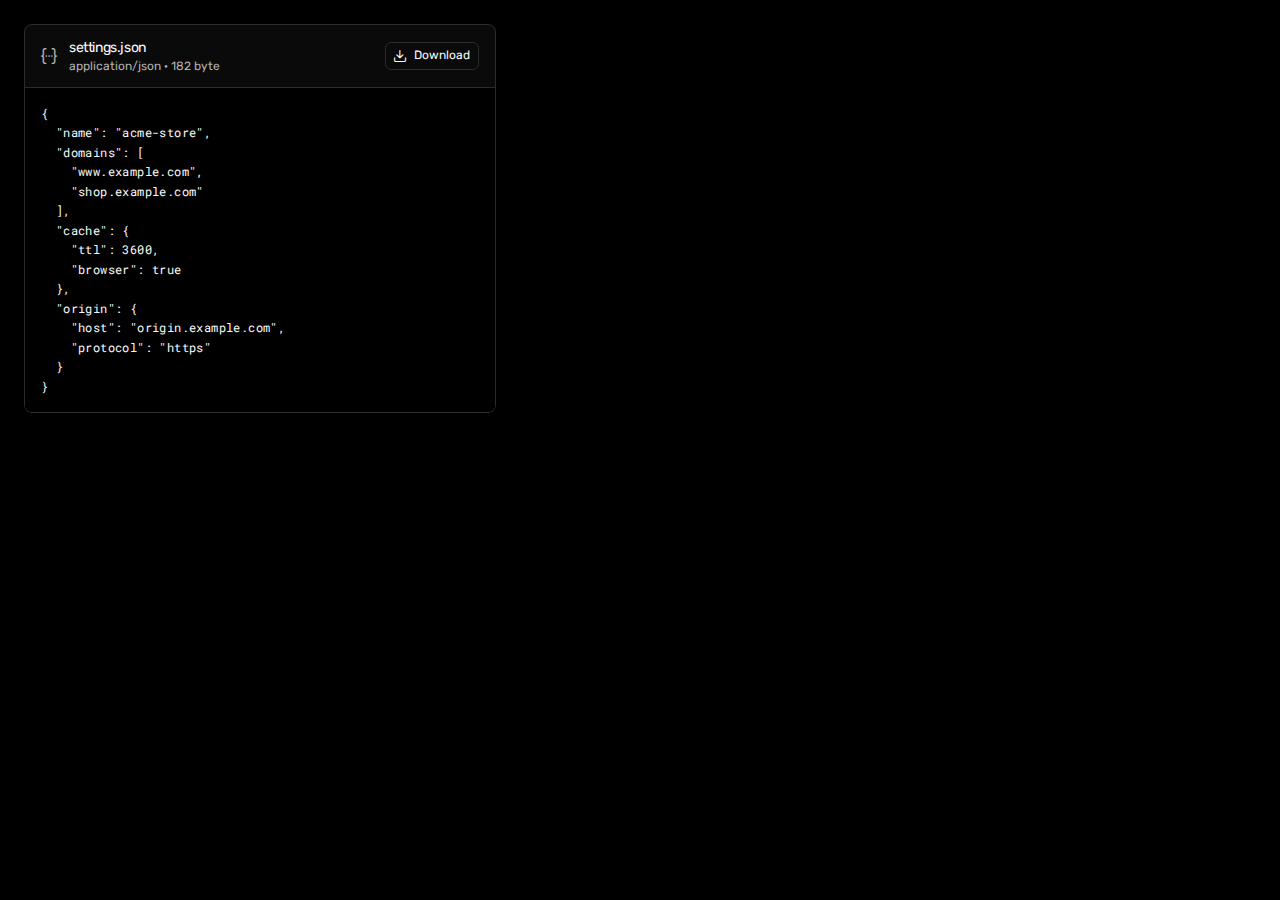 settings.json
application/json • 182 byte
Download
{
  "name": "acme-store",
  "domains": [
    "www.example.com",
    "shop.example.com"
  ],
  "cache": {
    "ttl": 3600,
    "browser": true
  },
  "origin": {
    "host": "origin.example.com",
    "protocol": "https"
  }
}